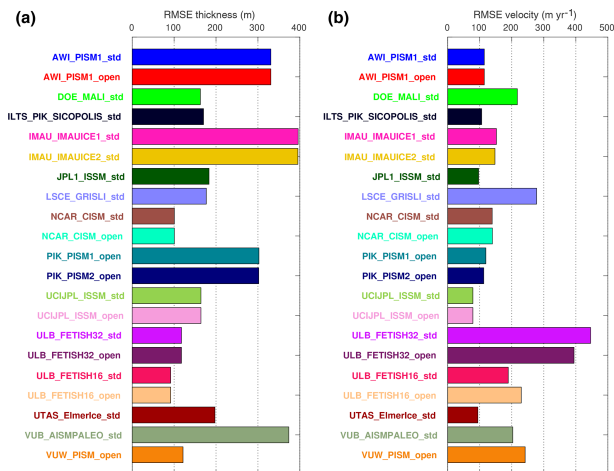 (a)
RMSE thickness (m)
0 100 200 300 400
AWI_PISM1_std
AWI_PISM1_open
DOE_MALI_std
ILTS_PIK_SICOPOLIS_std
IMAU_IMAUICE1_std
IMAU_IMAUICE2_std
JPL1_ISSM_std
LSCE_GRISLI_std
NCAR_CISM_std
NCAR_CISM_open
PIK_PISM1_open
PIK_PISM2_open
UCIJPL_ISSM_std
UCIJPL_ISSM_open
ULB_FETISH32_std
ULB_FETISH32_open
ULB_FETISH16_std
ULB_FETISH16_open
UTAS_ElmerIce_std
VUB_AISMPALEO_std
VUW_PISM_open
(b)
RMSE velocity (m yr-1)
0 100 200 300 400 500
AWI_PISM1_std
AWI_PISM1_open
DOE_MALI_std
ILTS_PIK_SICOPOLIS_std
IMAU_IMAUICE1_std
IMAU_IMAUICE2_std
JPL1_ISSM_std
LSCE_GRISLI_std
NCAR_CISM_std
NCAR_CISM_open
PIK_PISM1_open
PIK_PISM2_open
UCIJPL_ISSM_std
UCIJPL_ISSM_open
ULB_FETISH32_std
ULB_FETISH32_open
ULB_FETISH16_std
ULB_FETISH16_open
UTAS_ElmerIce_std
VUB_AISMPALEO_std
VUW_PISM_open